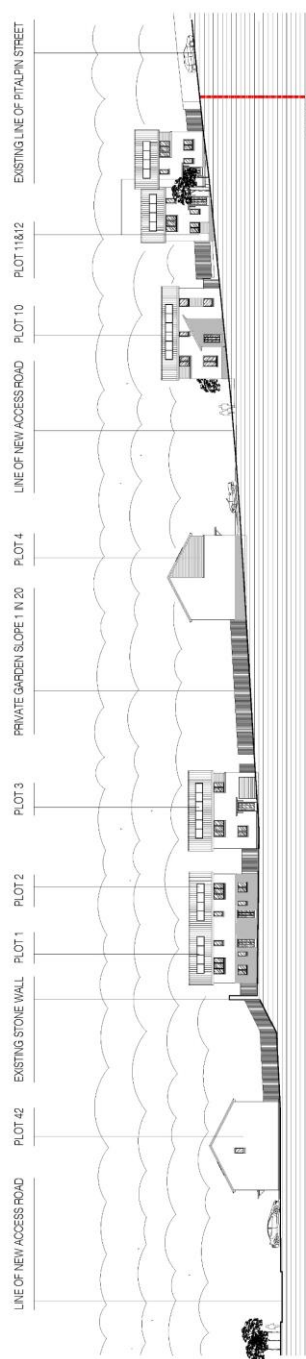 LINE OF NEW ACCESS ROAD
PLOT 42
EXISTING STONE WALL
PLOT 1
PLOT 2
PLOT 3
PRIVATE GARDEN SLOPE 1 IN 20
PLOT 4
LINE OF NEW ACCESS ROAD
PLOT 10
PLOT 11&12
EXISTING LINE OF PITALPIN STREET